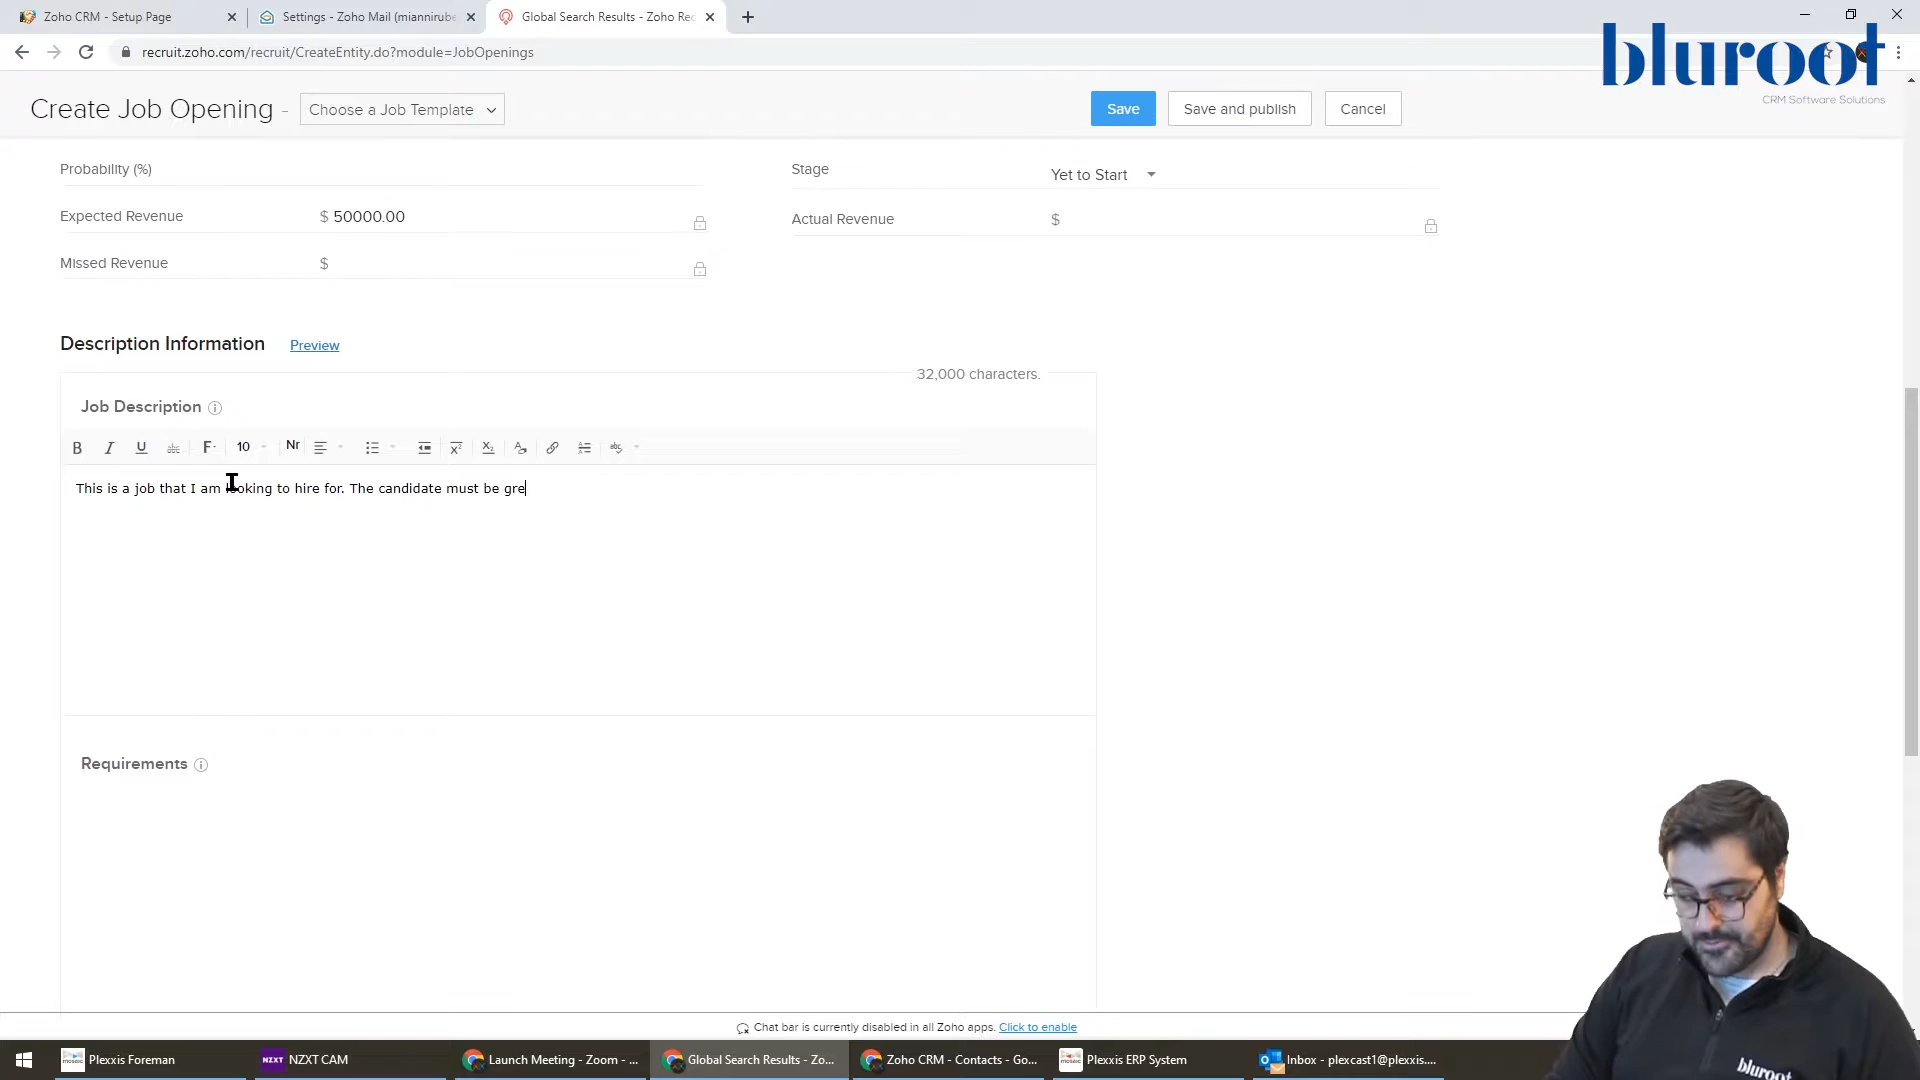 Zoho CRM - Setup Page
Settings - Zoho Mail (miannirube
Global Search Results - Zoho Rec
recruit.zoho.com/recruit/CreateEntity.do?module=JobOpenings
bluroot
CRM Software Solutions
Create Job Opening -
Choose a Job Template
Save
Save and publish
Cancel
Probability (%)
Stage
Yet to Start
Expected Revenue
$ 50000.00
Actual Revenue
$
Missed Revenue
$
Description Information
Preview
32,000 characters.
Job Description
B I U abc F 10 Nr
This is a job that I am looking to hire for. The candidate must be gre
Requirements
Chat bar is currently disabled in all Zoho apps. Click to enable
Plexxis Foreman
NZXT
NZXT CAM
Launch Meeting - Zoom - ...
Global Search Results - Zo...
Zoho CRM - Contacts - Go...
Plexxis ERP System
Inbox - plexcast1@plexxis....
bluroot